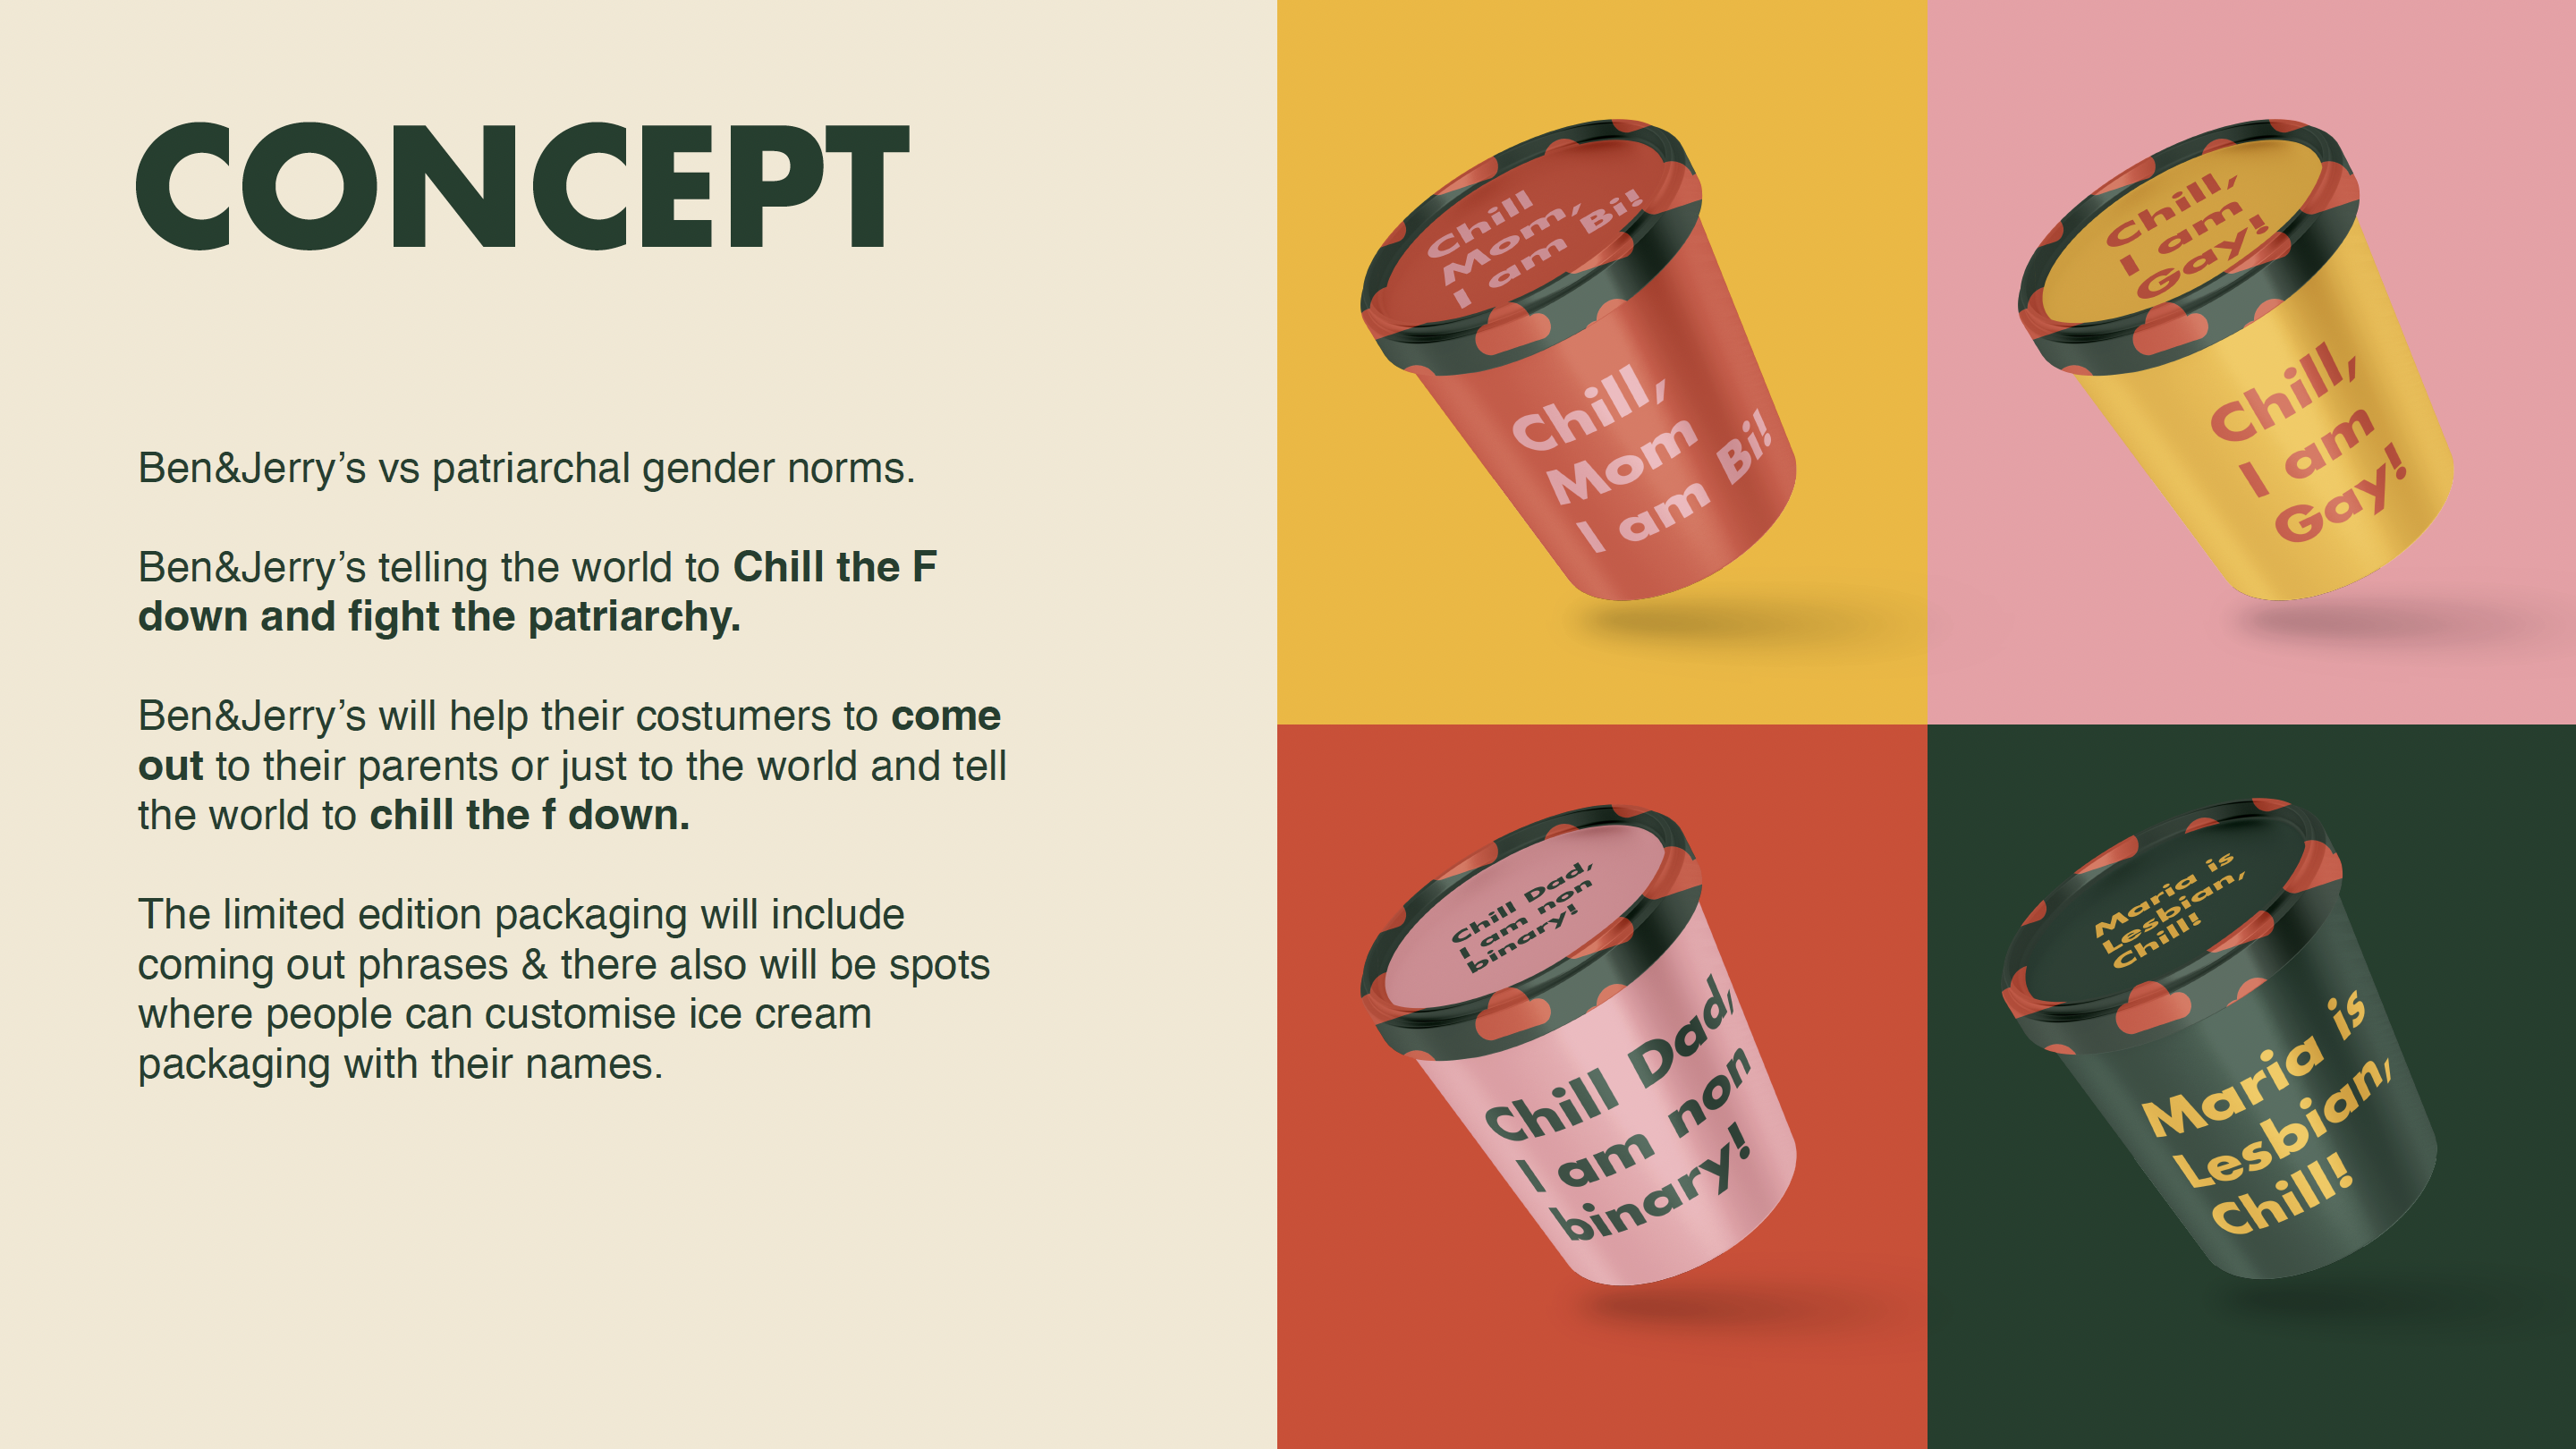 CONCEPT
Ben&Jerry’s vs patriarchal gender norms.
Ben&Jerry’s telling the world to Chill the F
down and fight the patriarchy.
Ben&Jerry’s will help their costumers to come
out to their parents or just to the world and tell
the world to chill the f down.
The limited edition packaging will include
coming out phrases & there also will be spots
where people can customise ice cream
packaging with their names.
Chill
Mom,
I am Bi!
Chill,
Mom
I am Bi!
Chill,
I am
Gay!
Chill,
I am
Gay!
Chill Dad,
I am non
binary!
Chill Dad,
I am non
binary!
Maria is
Lesbian,
Chill!
Maria is
Lesbian,
Chill!